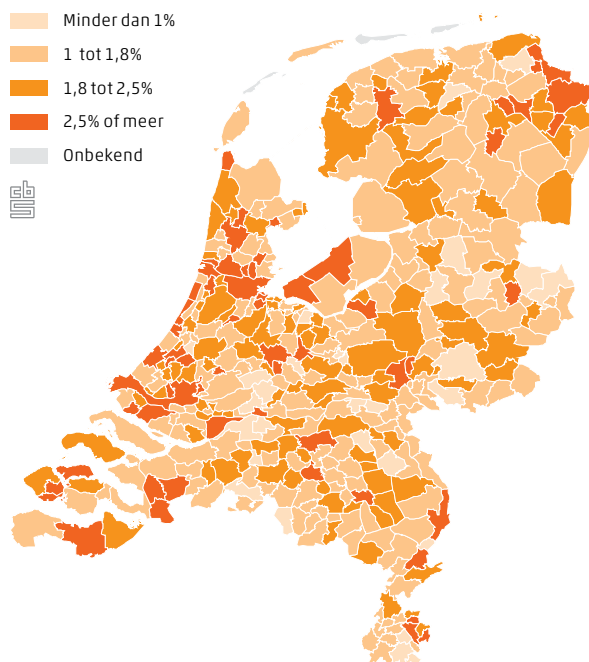 Minder dan 1%
1 tot 1,8%
1,8 tot 2,5%
2,5% of meer
Onbekend